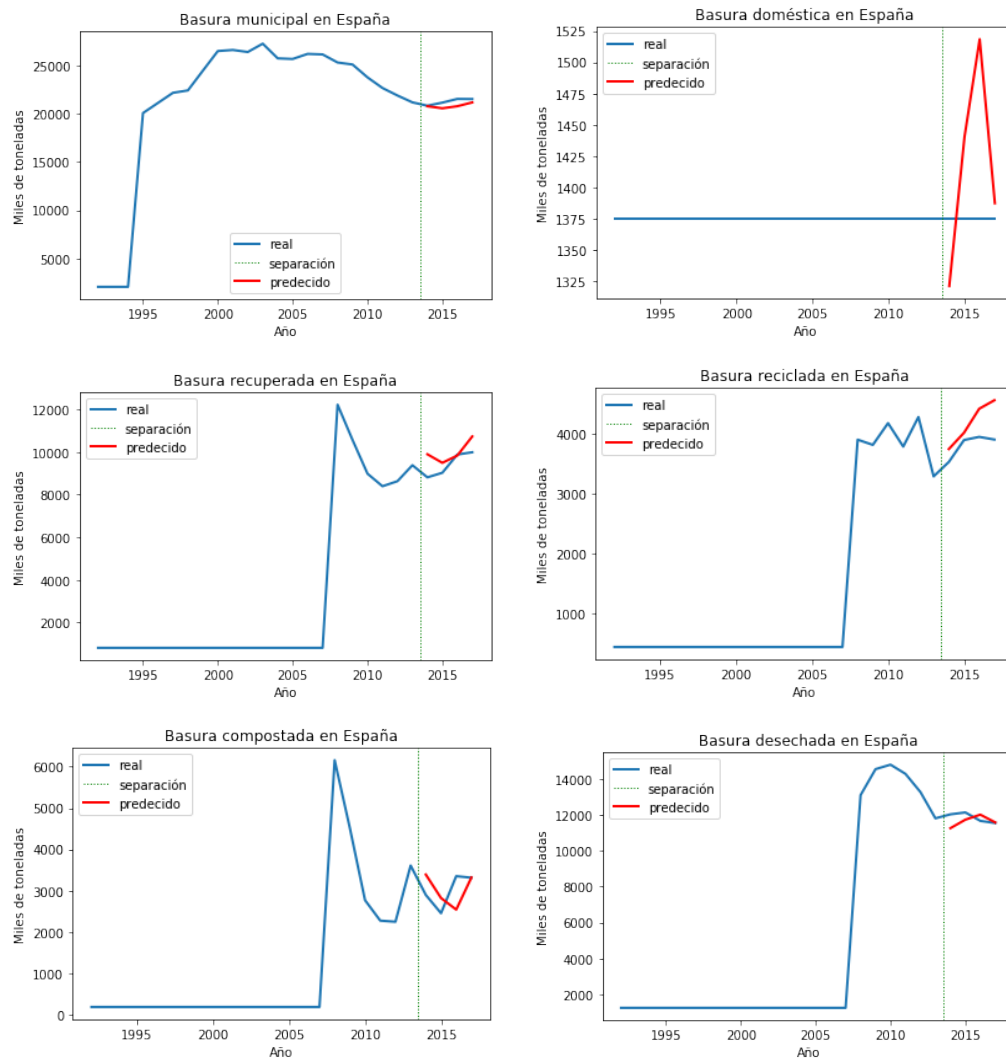 Basura municipal en España
25000
20000
15000
10000
5000
Miles de toneladas
real
separación
predecido
1995
2000
2005
2010
2015
Año
Basura doméstica en España
1525
1500
1475
1450
1425
1400
1375
1350
1325
Miles de toneladas
real
separación
predecido
1995
2000
2005
2010
2015
Año
Basura recuperada en España
12000
10000
8000
6000
4000
2000
Miles de toneladas
real
separación
predecido
1995
2000
2005
2010
2015
Año
Basura reciclada en España
4000
3000
2000
1000
Miles de toneladas
real
separación
predecido
1995
2000
2005
2010
2015
Año
Basura compostada en España
6000
5000
4000
3000
2000
1000
0
Miles de toneladas
real
separación
predecido
1995
2000
2005
2010
2015
Año
Basura desechada en España
14000
12000
10000
8000
6000
4000
2000
Miles de toneladas
real
separación
predecido
1995
2000
2005
2010
2015
Año